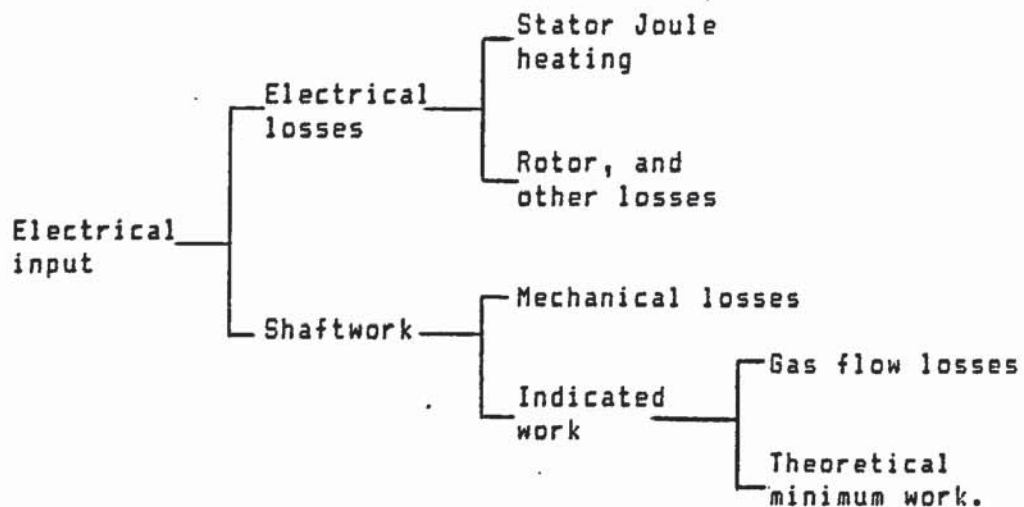 Stator Joule
heating
Electrical
losses
Rotor, and
other losses
Electrical
input
Mechanical losses
Shaftwork
Gas flow losses
Indicated
work
Theoretical
minimum work.